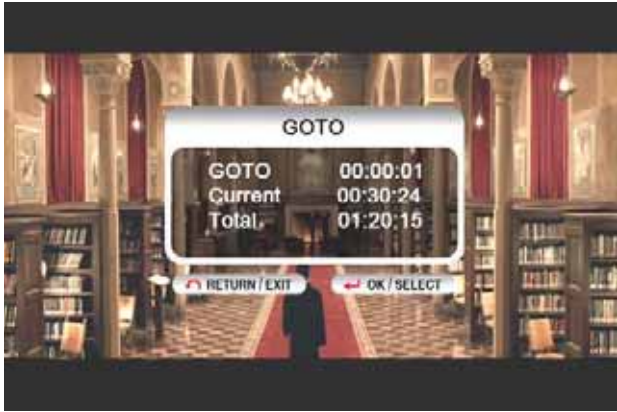 GOTO
GOTO 00:00:01
Current 00:30:24
Total 01:20:15
RETURN/EXIT OK/SELECT